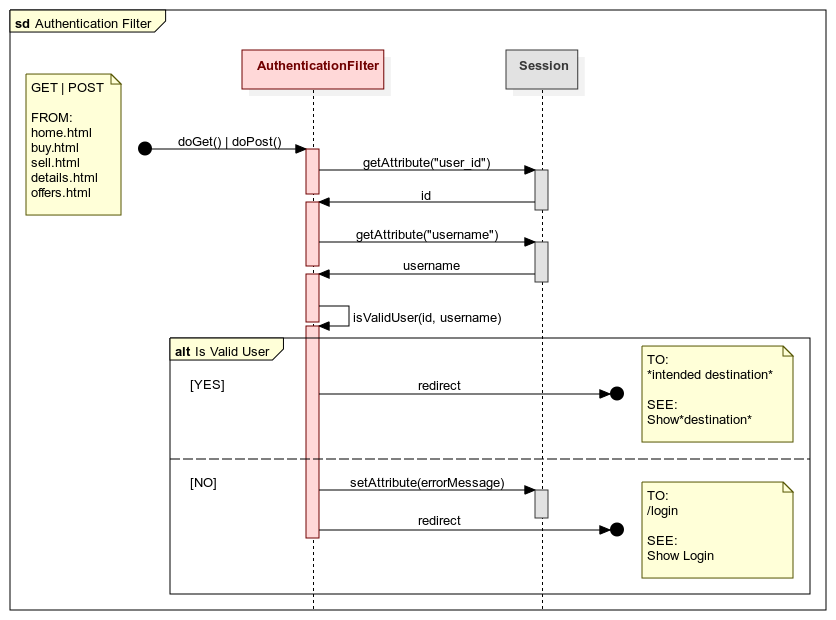 sd Authentication Filter
AuthenticationFilter
Session
GET | POST
FROM:
home.html
buy.html
sell.html
details.html
offers.html
doGet() | doPost()
getAttribute("user_id")
id
getAttribute("username")
username
isValidUser(id, username)
alt Is Valid User
[YES]
redirect
TO:
*intended destination*
SEE:
Show*destination*
[NO]
setAttribute(errorMessage)
redirect
TO:
/login
SEE:
Show Login